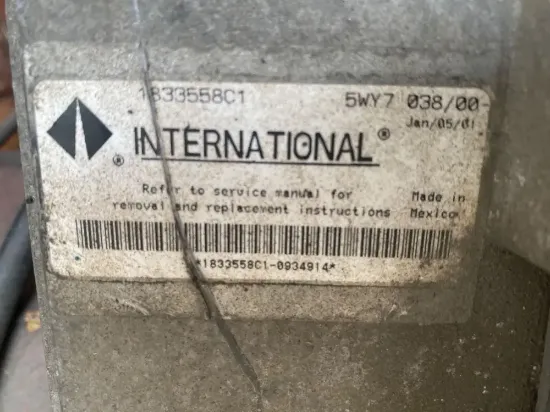 1833558C1 5WY7 038/00-
Jan/05/01
® INTERNATIONAL®
Refer to service manual for
removal and replacement instructions
Made in
Mexico
*1833558C1-0934914*